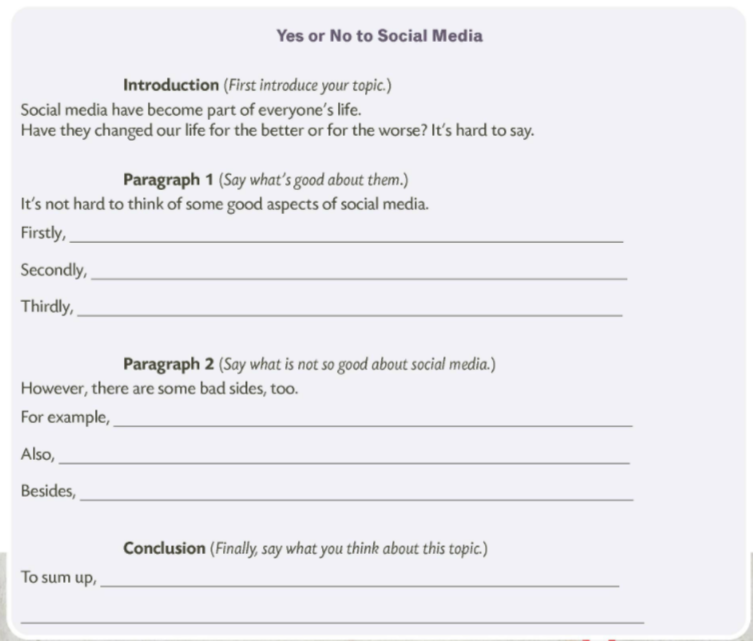 Yes or No to Social Media
Introduction (First introduce your topic.)
Social media have become part of everyone's life.
Have they changed our life for the better or for the worse? It's hard to say.
Paragraph 1 (Say what's good about them.)
It's not hard to think of some good aspects of social media.
Firstly,
Secondly,
Thirdly,
Paragraph 2 (Say what is not so good about social media.)
However, there are some bad sides, too.
For example,
Also,
Besides,
Conclusion (Finally, say what you think about this topic.)
To sum up,